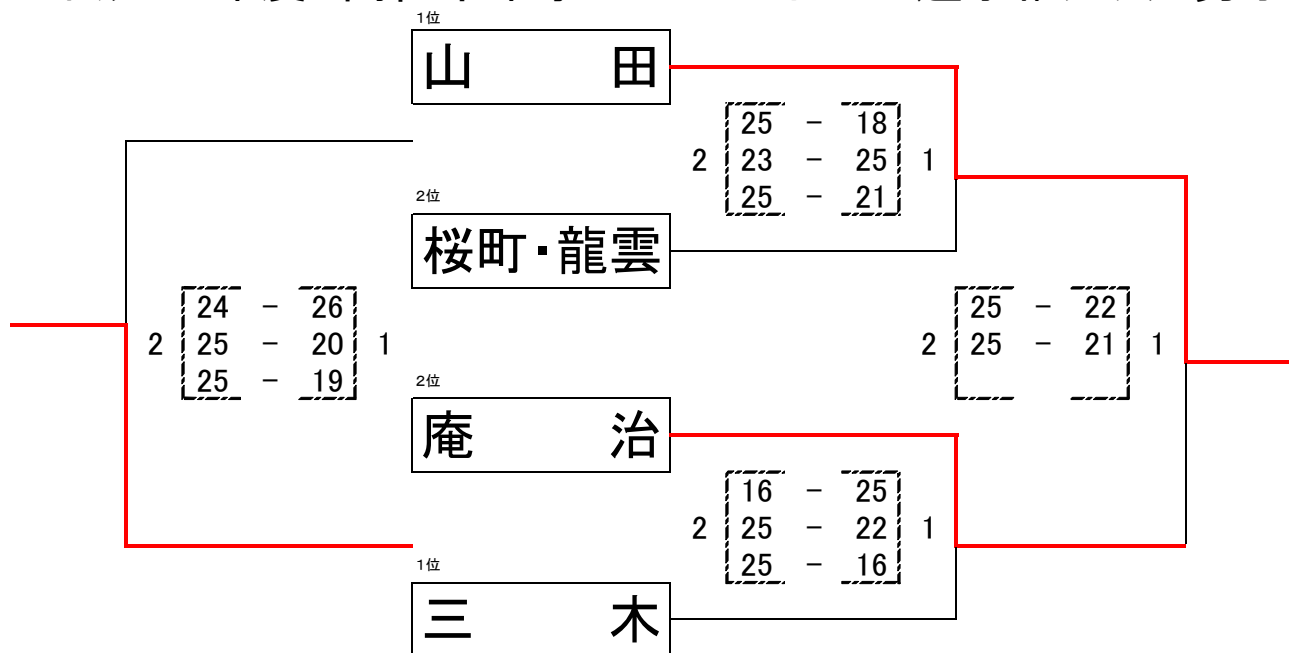 1位
山　田
25 － 18
2 23 － 25 1
25 － 21
2位
桜町・龍雲
24 － 26
2 25 － 20 1
25 － 19
25 － 22
2 25 － 21 1
2位
庵　治
16 － 25
2 25 － 22 1
25 － 16
1位
三　木